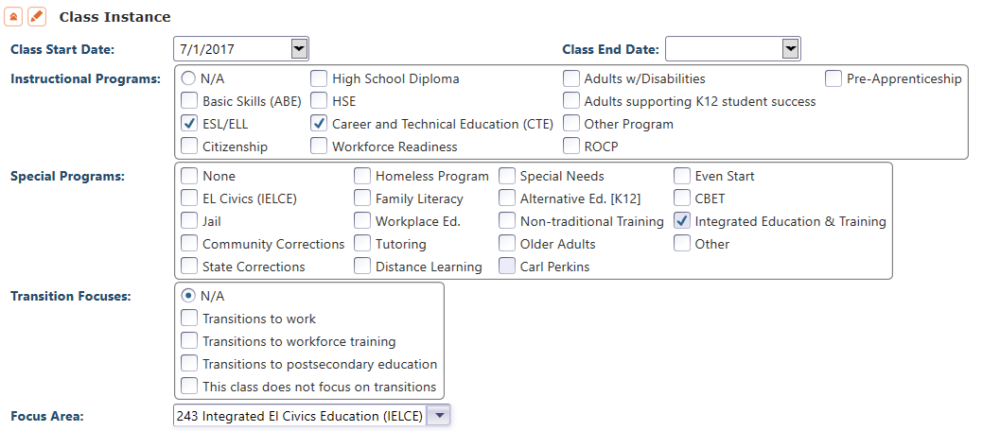 Class Instance
Class Start Date: 7/1/2017 Class End Date:
Instructional Programs: N/A High School Diploma Adults w/Disabilities Pre-Apprenticeship
Basic Skills (ABE) HSE Adults supporting K12 student success
ESL/ELL Career and Technical Education (CTE) Other Program
Citizenship Workforce Readiness ROCP
Special Programs: None Homeless Program Special Needs Even Start
EL Civics (IELCE) Family Literacy Alternative Ed. [K12] CBET
Jail Workplace Ed. Non-traditional Training Integrated Education & Training
Community Corrections Tutoring Older Adults Other
State Corrections Distance Learning Carl Perkins
Transition Focuses: N/A
Transitions to work
Transitions to workforce training
Transitions to postsecondary education
This class does not focus on transitions
Focus Area: 243 Integrated El Civics Education (IELCE)